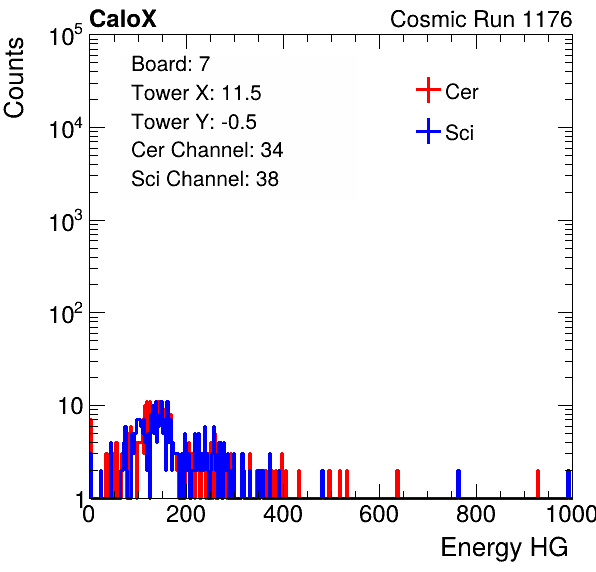 CaloX Cosmic Run 1176
Counts
10^5
10^4
10^3
10^2
10
1
Board: 7
Tower X: 11.5
Tower Y: -0.5
Cer Channel: 34
Sci Channel: 38
Cer
Sci
0 200 400 600 800 1000
Energy HG